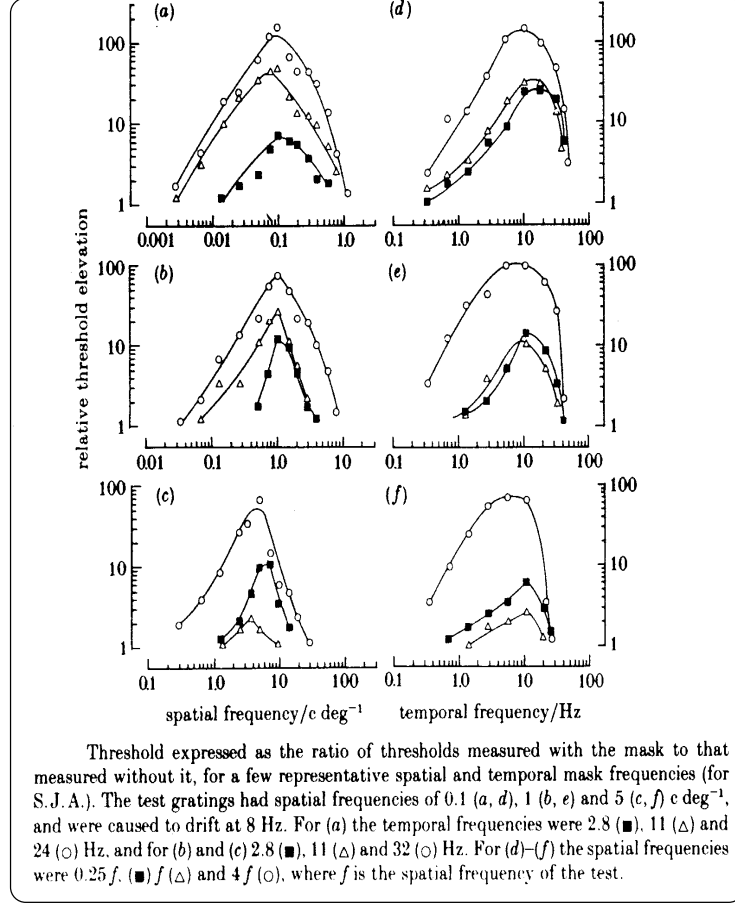 (a)
(d)
100
10
1
100
10
1
0.001 0.01 0.1 1.0
0.1 1.0 10 100
relative threshold elevation
(b)
(e)
100
10
1
100
10
1
0.01 0.1 1.0 10
0.1 1.0 10 100
(c)
(f)
100
10
1
100
10
1
0.1 1.0 10 100
0.1 1.0 10 100
spatial frequency/c deg⁻¹
temporal frequency/Hz
Threshold expressed as the ratio of thresholds measured with the mask to that
measured without it, for a few representative spatial and temporal mask frequencies (for
S.J.A.). The test gratings had spatial frequencies of 0.1 (a, d), 1 (b, e) and 5 (c, f) c deg⁻¹,
and were caused to drift at 8 Hz. For (a) the temporal frequencies were 2.8 (■), 11 (△) and
24 (○) Hz, and for (b) and (c) 2.8 (■), 11 (△) and 32 (○) Hz. For (d)–(f) the spatial frequencies
were 0.25f, (■) f (△) and 4f (○), where f is the spatial frequency of the test.